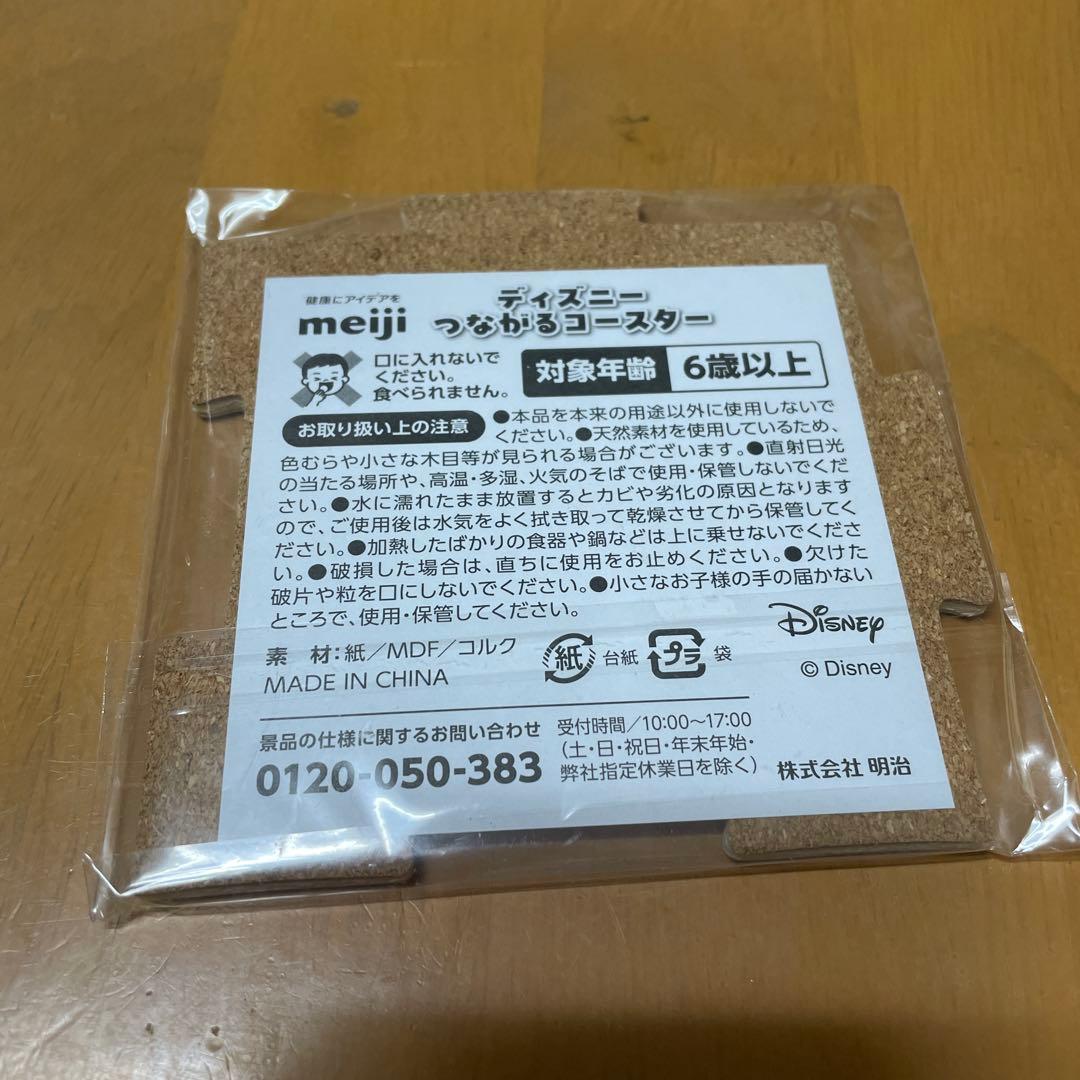 健康にアイデアを
meiji
ディズニー
つながるコースター
口に入れないで
ください。
食べられません。
対象年齢 6歳以上
お取り扱い上の注意
●本品を本来の用途以外に使用しないで
ください。●天然素材を使用しているため、
色むらや小さな木目等が見られる場合がございます。●直射日光
の当たる場所や、高温・多湿、火気のそばで使用・保管しないでくだ
さい。●水に濡れたまま放置するとカビや劣化の原因となります
ので、ご使用後は水気をよく拭き取って乾燥させてから保管してく
ださい。●加熱したばかりの食器や鍋などは上に乗せないでくださ
い。●破損した場合は、直ちに使用をお止めください。●欠けた
破片や粒を口にしないでください。●小さなお子様の手の届かない
ところで、使用・保管してください。
素 材:紙/MDF/コルク
MADE IN CHINA
紙 台紙 プラ 袋
Disney
© Disney
景品の仕様に関するお問い合わせ
0120-050-383
受付時間/10:00~17:00
(土・日・祝日・年末年始・
弊社指定休業日を除く)
株式会社 明治